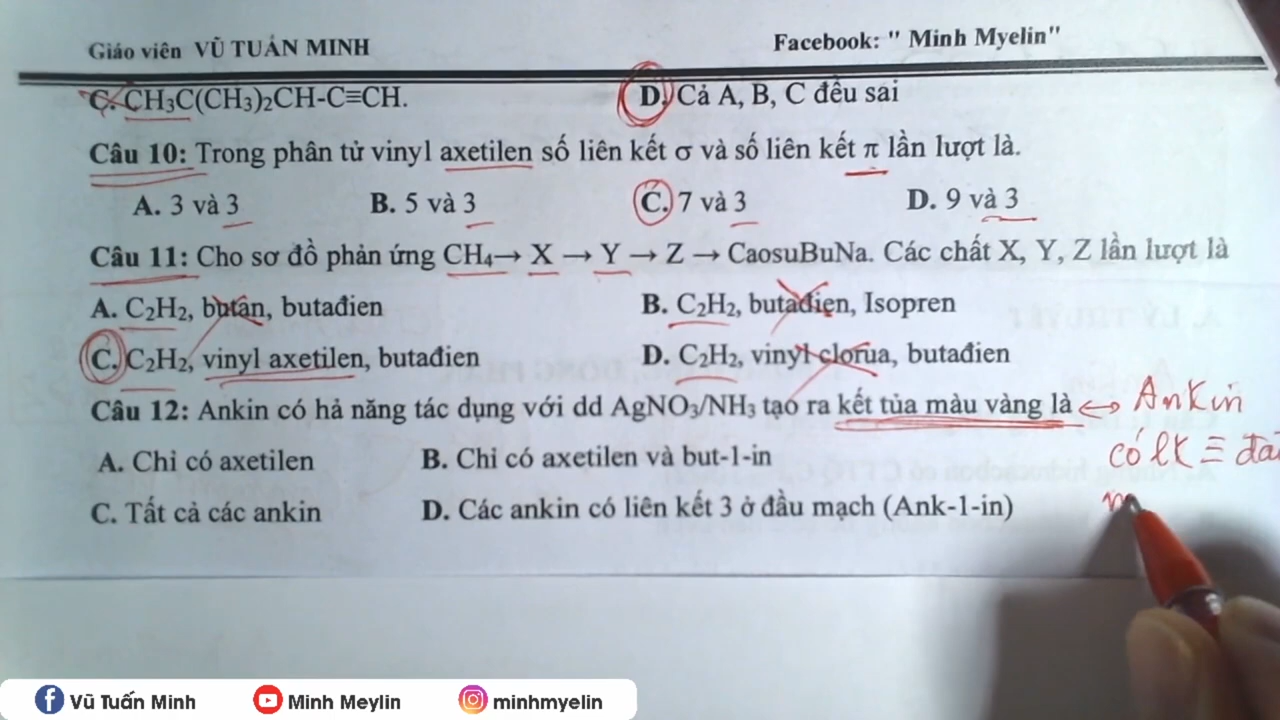 Giáo viên VŨ TUẤN MINH Facebook: " Minh Myelin"
C. CH₃C(CH₃)₂CH-C≡CH. D. Cả A, B, C đều sai
Câu 10: Trong phân tử vinyl axetilen số liên kết σ và số liên kết π lần lượt là.
A. 3 và 3 B. 5 và 3 C. 7 và 3 D. 9 và 3
Câu 11: Cho sơ đồ phản ứng CH₄→ X → Y → Z → CaosuBuNa. Các chất X, Y, Z lần lượt là
A. C₂H₂, butan, butađien B. C₂H₂, butađien, Isopren
C. C₂H₂, vinyl axetilen, butađien D. C₂H₂, vinyl clorua, butađien
Câu 12: Ankin có hả năng tác dụng với dd AgNO₃/NH₃ tạo ra kết tủa màu vàng là ⇔ Ankin
có lk ≡ đầ
A. Chỉ có axetilen B. Chỉ có axetilen và but-1-in
C. Tất cả các ankin D. Các ankin có liên kết 3 ở đầu mạch (Ank-1-in)
Vũ Tuấn Minh Minh Meylin minhmyelin